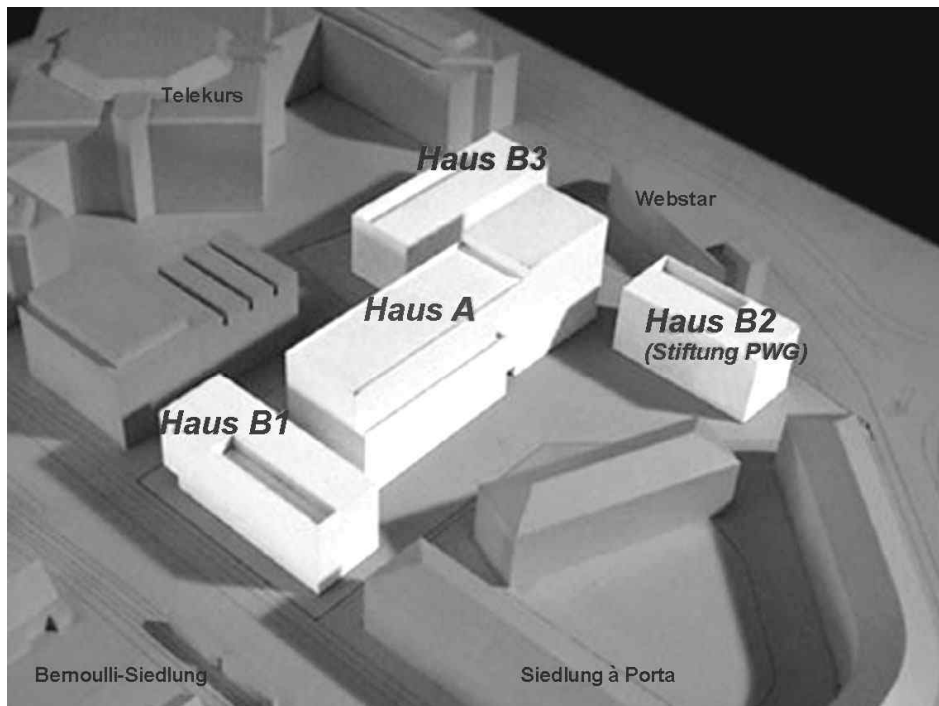 Telekurs
Haus B3
Webstar
Haus A
Haus B2
(Stiftung PWG)
Haus B1
Bernoulli-Siedlung
Siedlung à Porta